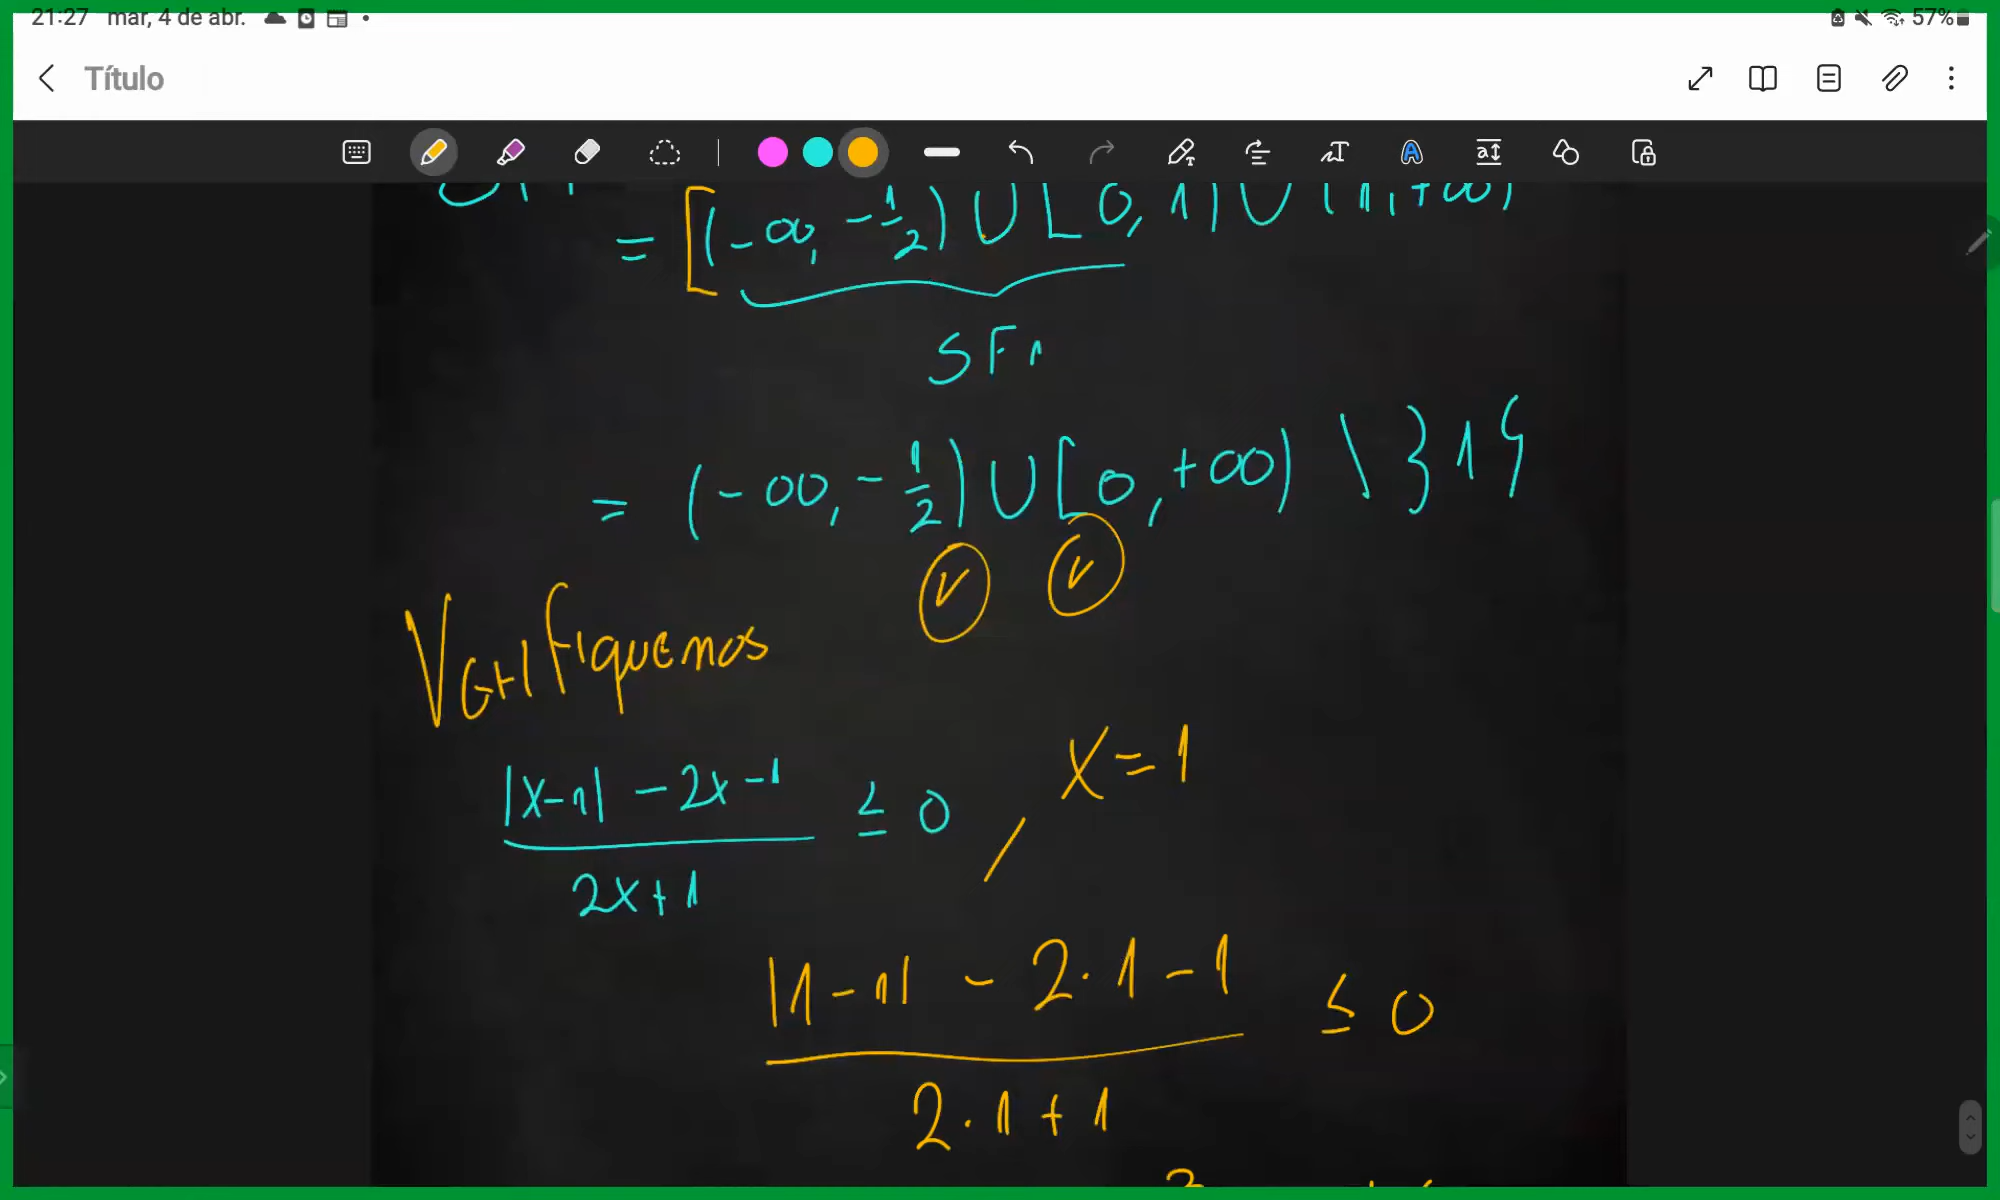 21:27 mar, 4 de abr. 57%
Título
= [(-∞, -1/2) ∪ [0, 1) ∪ (1, +∞)
SF1
= (-∞, -1/2) ∪ [0, +∞) \ }1{
✓ ✓
Verifiquemos
|x-1| - 2x - 1 ≤ 0 , x = 1
2x + 1
|1-1| - 2·1 - 1 ≤ 0
2·1 + 1